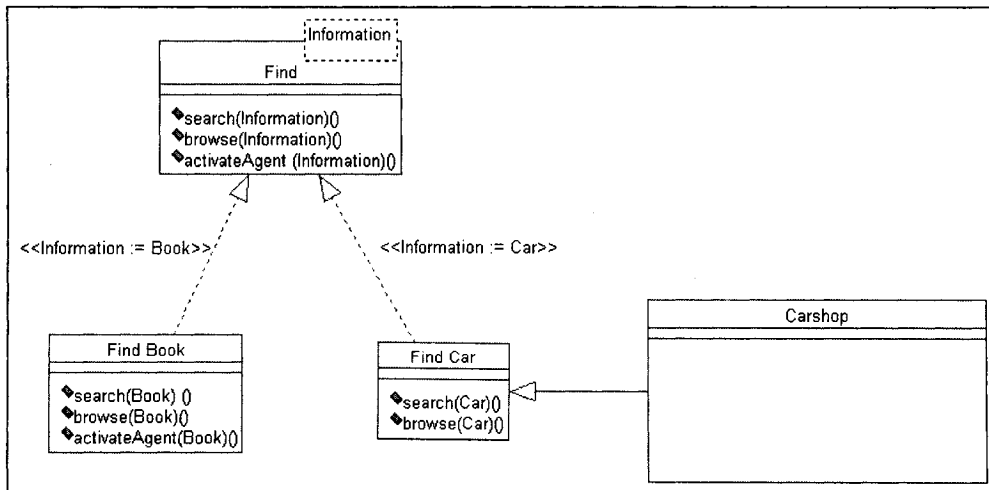 Information
Find
search(Information)()
browse(Information)()
activateAgent (Information)()
<<Information := Book>>
<<Information := Car>>
Find Book
search(Book) ()
browse(Book)()
activateAgent(Book)()
Find Car
search(Car)()
browse(Car)()
Carshop